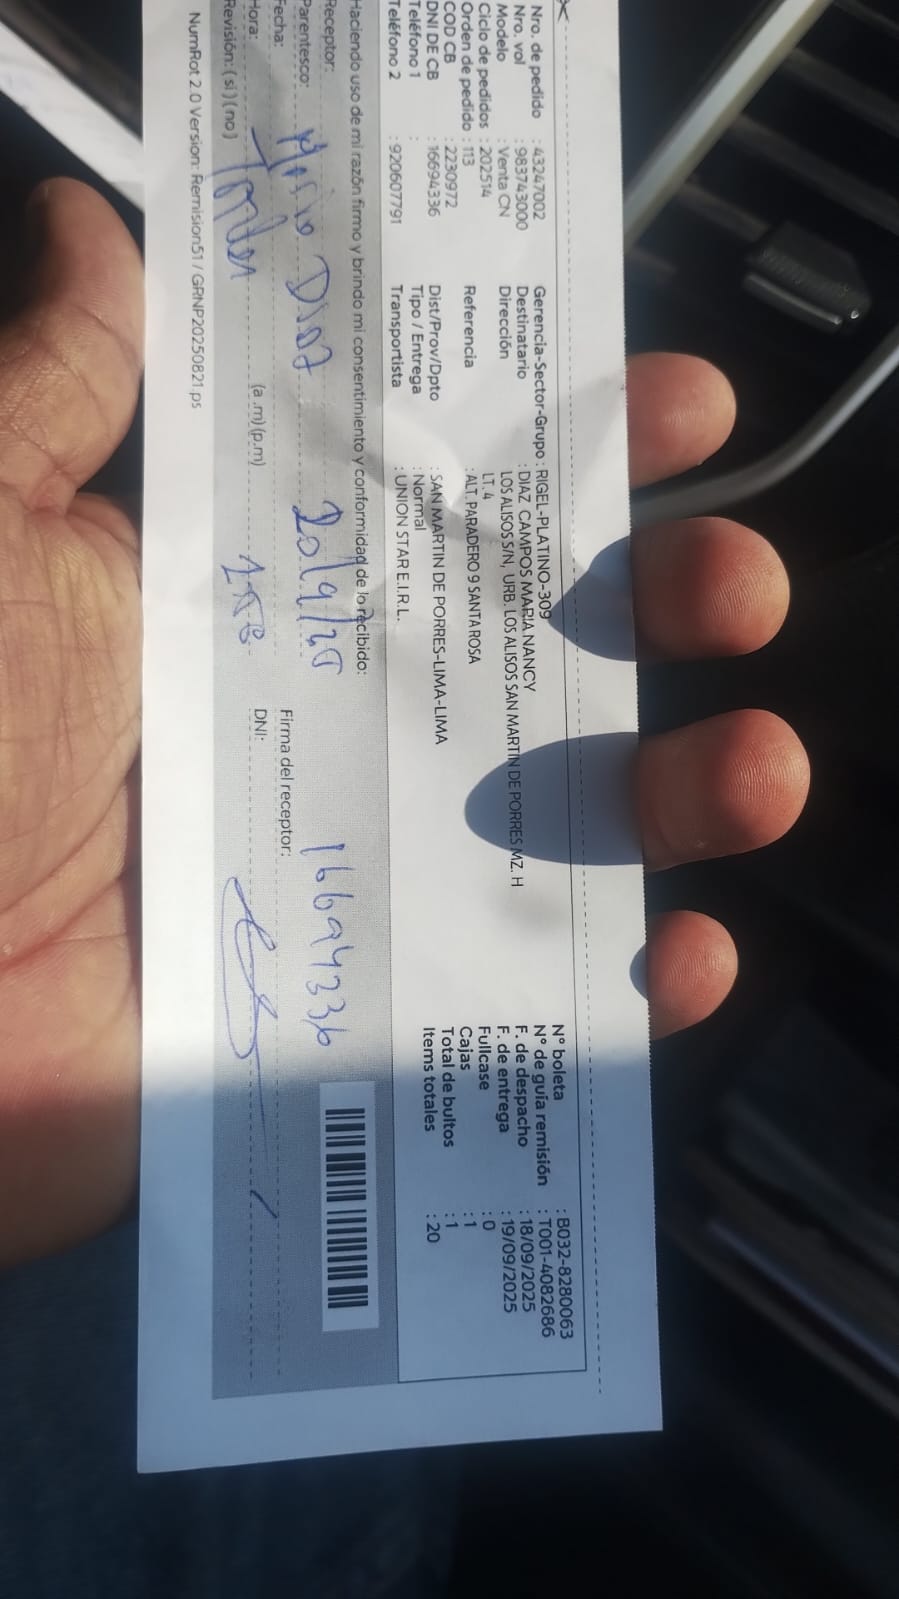 Nro. de pedido : 43247002
Nro. vol : 983743000
Modelo : Venta CN
Ciclo de pedidos : 202514
Orden de pedido : 113
COD CB : 2230972
DNI DE CB : 16694336
Teléfono 1 :
Teléfono 2 : 920607791
Gerencia-Sector-Grupo : RIGEL-PLATINO-309
Destinatario : DIAZ CAMPOS MARIA NANCY
Dirección LOS ALISOS S/N, URB. LOS ALISOS SAN MARTIN DE PORRES MZ. H
LT. 4
Referencia : ALT. PARADERO 9 SANTA ROSA
Dist/Prov/Dpto : SAN MARTIN DE PORRES-LIMA-LIMA
Tipo / Entrega : Normal
Transportista : UNION STAR E.I.R.L.
N° boleta : B032-8280063
N° de guía remisión : T001-4082686
F. de despacho : 18/09/2025
F. de entrega : 19/09/2025
Fullcase : 0
Cajas : 1
Total de bultos : 1
Items totales : 20
Haciendo uso de mi razón firmo y brindo mi consentimiento y conformidad de lo recibido:
Receptor:
Parentesco:
Fecha:
Hora: (a.m)(p.m)
Revisión: (si) (no)
Diaz
16694336
Firma del receptor:
DNI:
NumRot 2.0 Version: Remision51 / GRNP20250821.ps